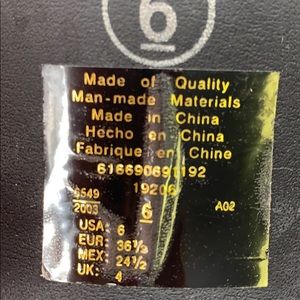 6
Made of Quality
Man-made Materials
Made in China
Hecho en China
Fabrique en Chine
616690691192
19206
6549
2003
6
A02
USA: 6
EUR: 36⅓
MEX: 24½
UK: 4